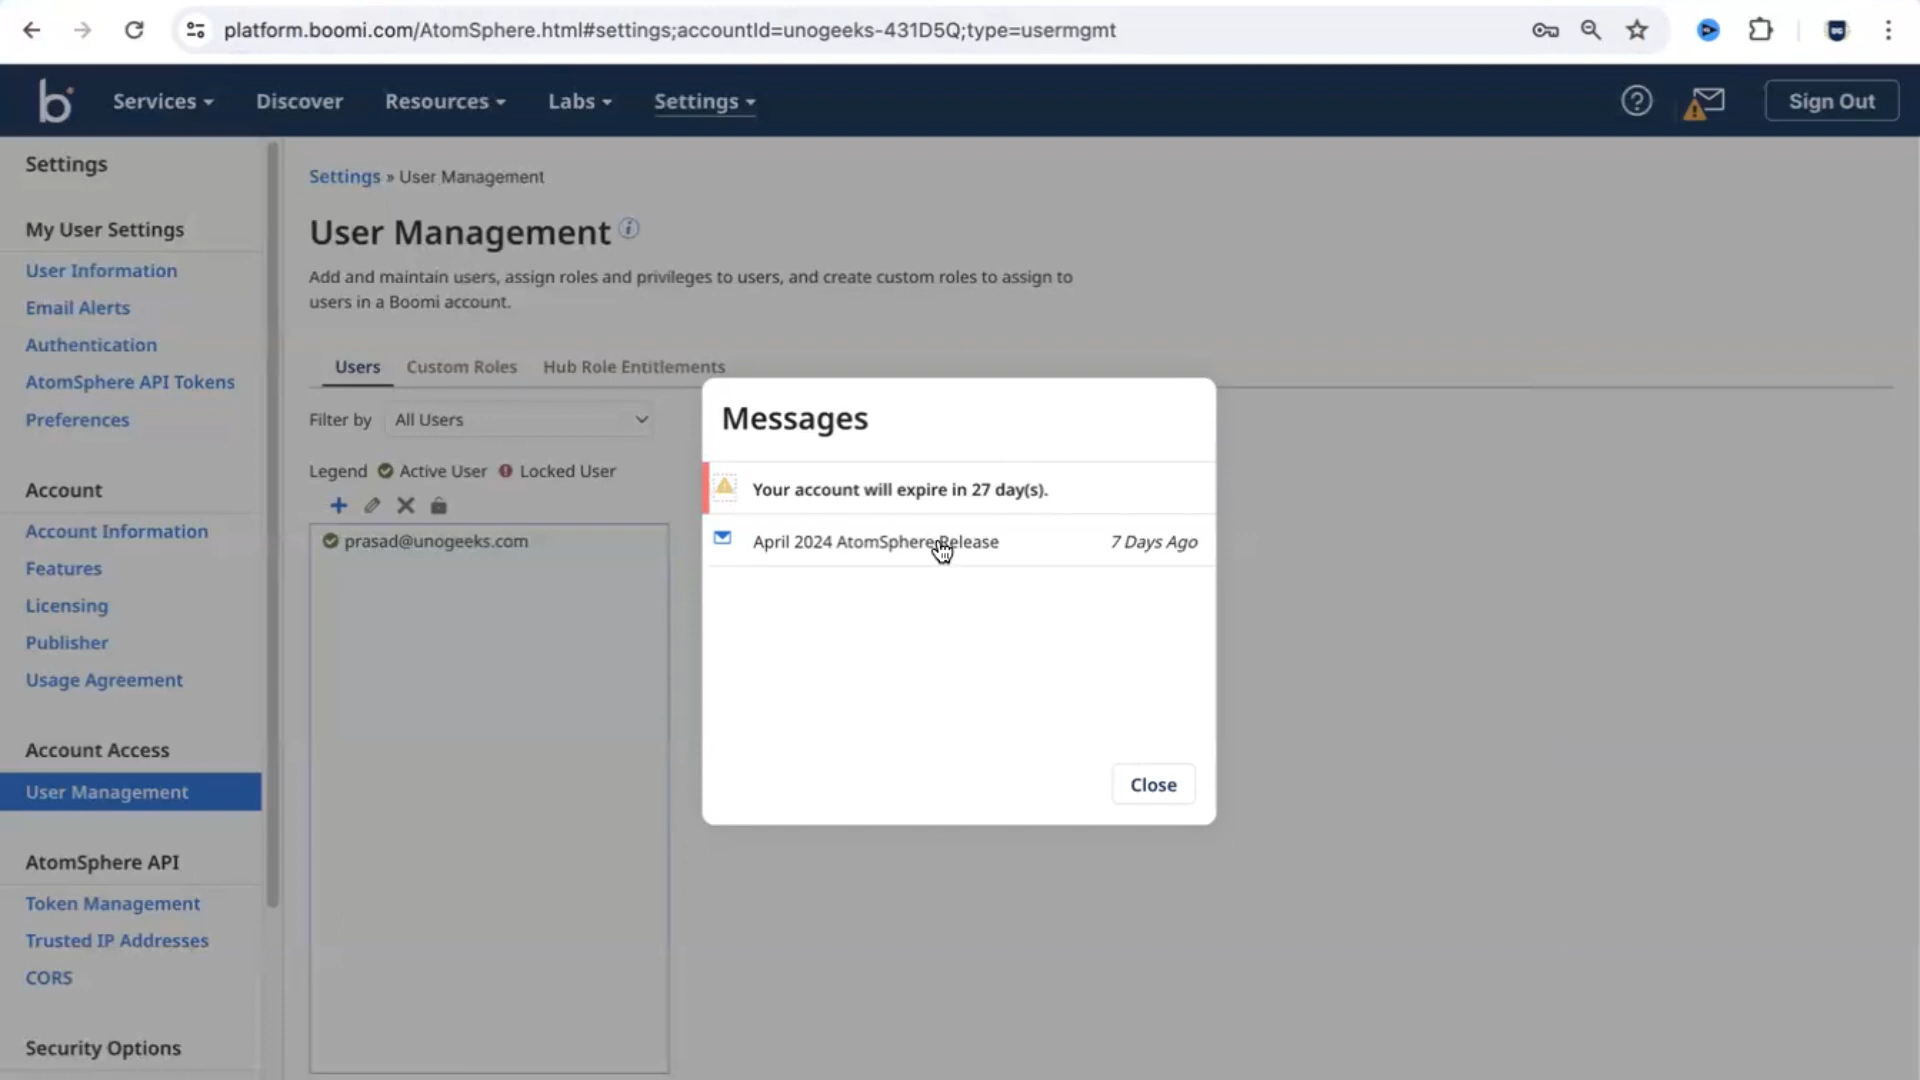 platform.boomi.com/AtomSphere.html#settings;accountId=unogeeks-431D5Q;type=usermgmt
b Services Discover Resources Labs Settings Sign Out
Settings
My User Settings
User Information
Email Alerts
Authentication
AtomSphere API Tokens
Preferences
Account
Account Information
Features
Licensing
Publisher
Usage Agreement
Account Access
User Management
AtomSphere API
Token Management
Trusted IP Addresses
CORS
Security Options
Settings » User Management
User Management
Add and maintain users, assign roles and privileges to users, and create custom roles to assign to
users in a Boomi account.
Users Custom Roles Hub Role Entitlements
Filter by All Users
Legend Active User Locked User
prasad@unogeeks.com
Messages
Your account will expire in 27 day(s).
April 2024 AtomSphere Release 7 Days Ago
Close